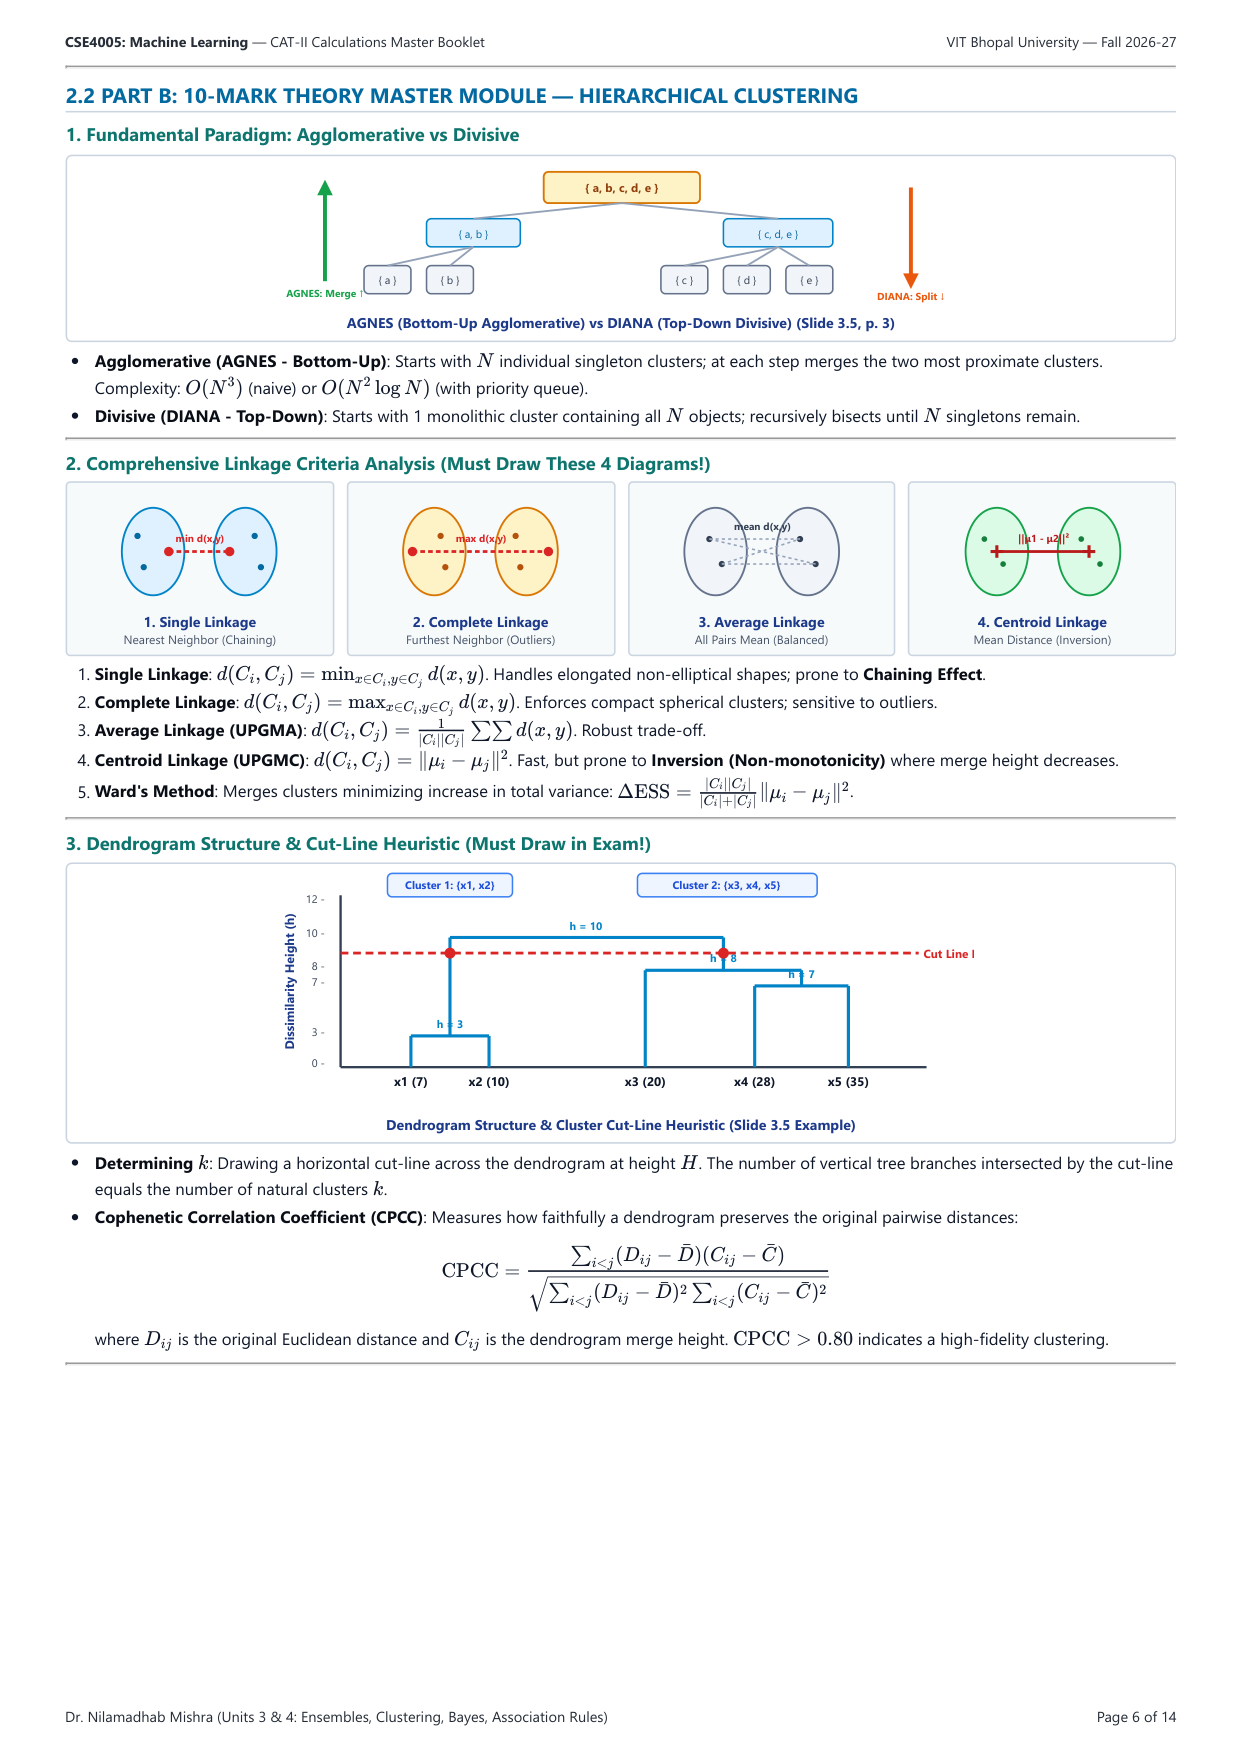 CSE4005: Machine Learning — CAT-II Calculations Master Booklet
VIT Bhopal University — Fall 2026-27
2.2 PART B: 10-MARK THEORY MASTER MODULE — HIERARCHICAL CLUSTERING
1. Fundamental Paradigm: Agglomerative vs Divisive
{ a, b, c, d, e }
{ a, b }
{ c, d, e }
{ a }
{ b }
{ c }
{ d }
{ e }
AGNES: Merge ↑
DIANA: Split ↓
AGNES (Bottom-Up Agglomerative) vs DIANA (Top-Down Divisive) (Slide 3.5, p. 3)
• Agglomerative (AGNES - Bottom-Up): Starts with N individual singleton clusters; at each step merges the two most proximate clusters.
Complexity: O(N³) (naive) or O(N² log N) (with priority queue).
• Divisive (DIANA - Top-Down): Starts with 1 monolithic cluster containing all N objects; recursively bisects until N singletons remain.
2. Comprehensive Linkage Criteria Analysis (Must Draw These 4 Diagrams!)
min d(x,y)
1. Single Linkage
Nearest Neighbor (Chaining)
max d(x,y)
2. Complete Linkage
Furthest Neighbor (Outliers)
mean d(x,y)
3. Average Linkage
All Pairs Mean (Balanced)
||μ1 - μ2||²
4. Centroid Linkage
Mean Distance (Inversion)
1. Single Linkage: d(C_i, C_j) = min_{x∈C_i,y∈C_j} d(x, y). Handles elongated non-elliptical shapes; prone to Chaining Effect.
2. Complete Linkage: d(C_i, C_j) = max_{x∈C_i,y∈C_j} d(x, y). Enforces compact spherical clusters; sensitive to outliers.
3. Average Linkage (UPGMA): d(C_i, C_j) = 1/(|C_i||C_j|) ∑∑ d(x, y). Robust trade-off.
4. Centroid Linkage (UPGMC): d(C_i, C_j) = ‖μ_i − μ_j‖². Fast, but prone to Inversion (Non-monotonicity) where merge height decreases.
5. Ward's Method: Merges clusters minimizing increase in total variance: ΔESS = |C_i||C_j|/(|C_i|+|C_j|) ‖μ_i − μ_j‖².
3. Dendrogram Structure & Cut-Line Heuristic (Must Draw in Exam!)
Cluster 1: {x1, x2}
Cluster 2: {x3, x4, x5}
Dissimilarity Height (h)
12 -
10 -
8 -
7 -
3 -
0 -
h = 10
Cut Line
h = 8
h = 7
h = 3
x1 (7)
x2 (10)
x3 (20)
x4 (28)
x5 (35)
Dendrogram Structure & Cluster Cut-Line Heuristic (Slide 3.5 Example)
• Determining k: Drawing a horizontal cut-line across the dendrogram at height H. The number of vertical tree branches intersected by the cut-line
equals the number of natural clusters k.
• Cophenetic Correlation Coefficient (CPCC): Measures how faithfully a dendrogram preserves the original pairwise distances:
CPCC = ∑_{i<j}(D_{ij} − D̄)(C_{ij} − C̄) / √(∑_{i<j}(D_{ij} − D̄)² ∑_{i<j}(C_{ij} − C̄)²)
where D_{ij} is the original Euclidean distance and C_{ij} is the dendrogram merge height. CPCC > 0.80 indicates a high-fidelity clustering.
Dr. Nilamadhab Mishra (Units 3 & 4: Ensembles, Clustering, Bayes, Association Rules)
Page 6 of 14